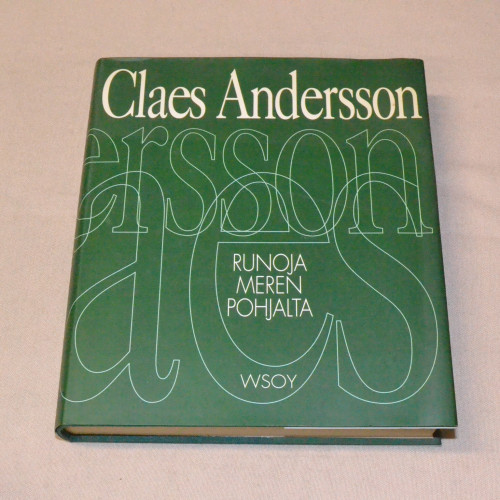 Claes Andersson
ersson
aes
RUNOJA
MEREN
POHJALTA
WSOY